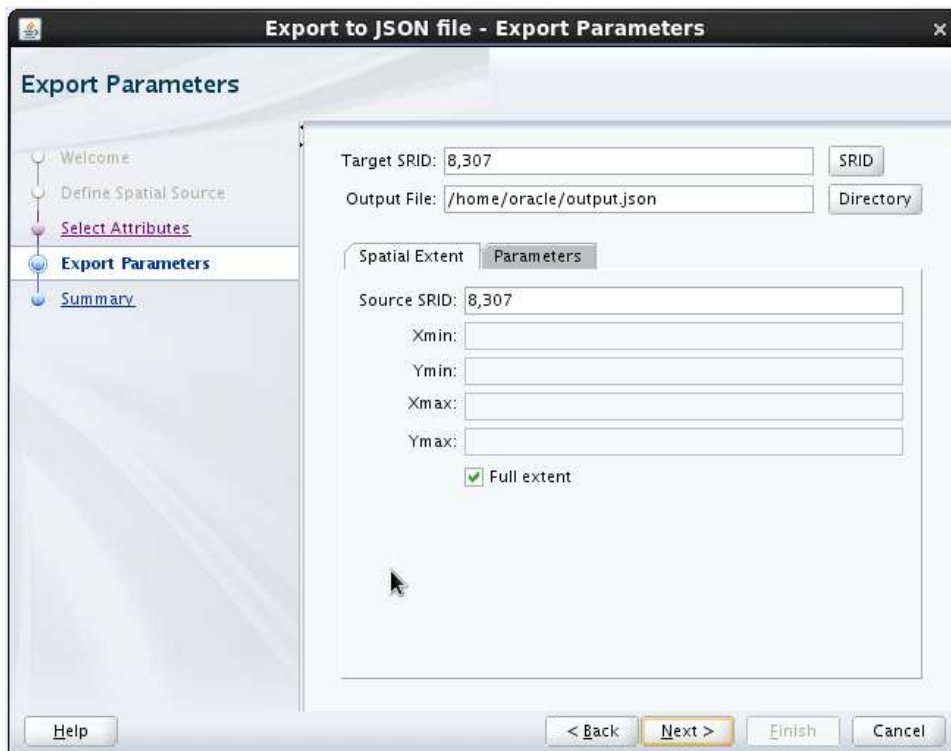 Export to JSON file - Export Parameters
Export Parameters
Welcome
Define Spatial Source
Select Attributes
Export Parameters
Summary
Target SRID: 8,307 SRID
Output File: /home/oracle/output.json Directory
Spatial Extent Parameters
Source SRID: 8,307
Xmin:
Ymin:
Xmax:
Ymax:
Full extent
Help < Back Next > Finish Cancel